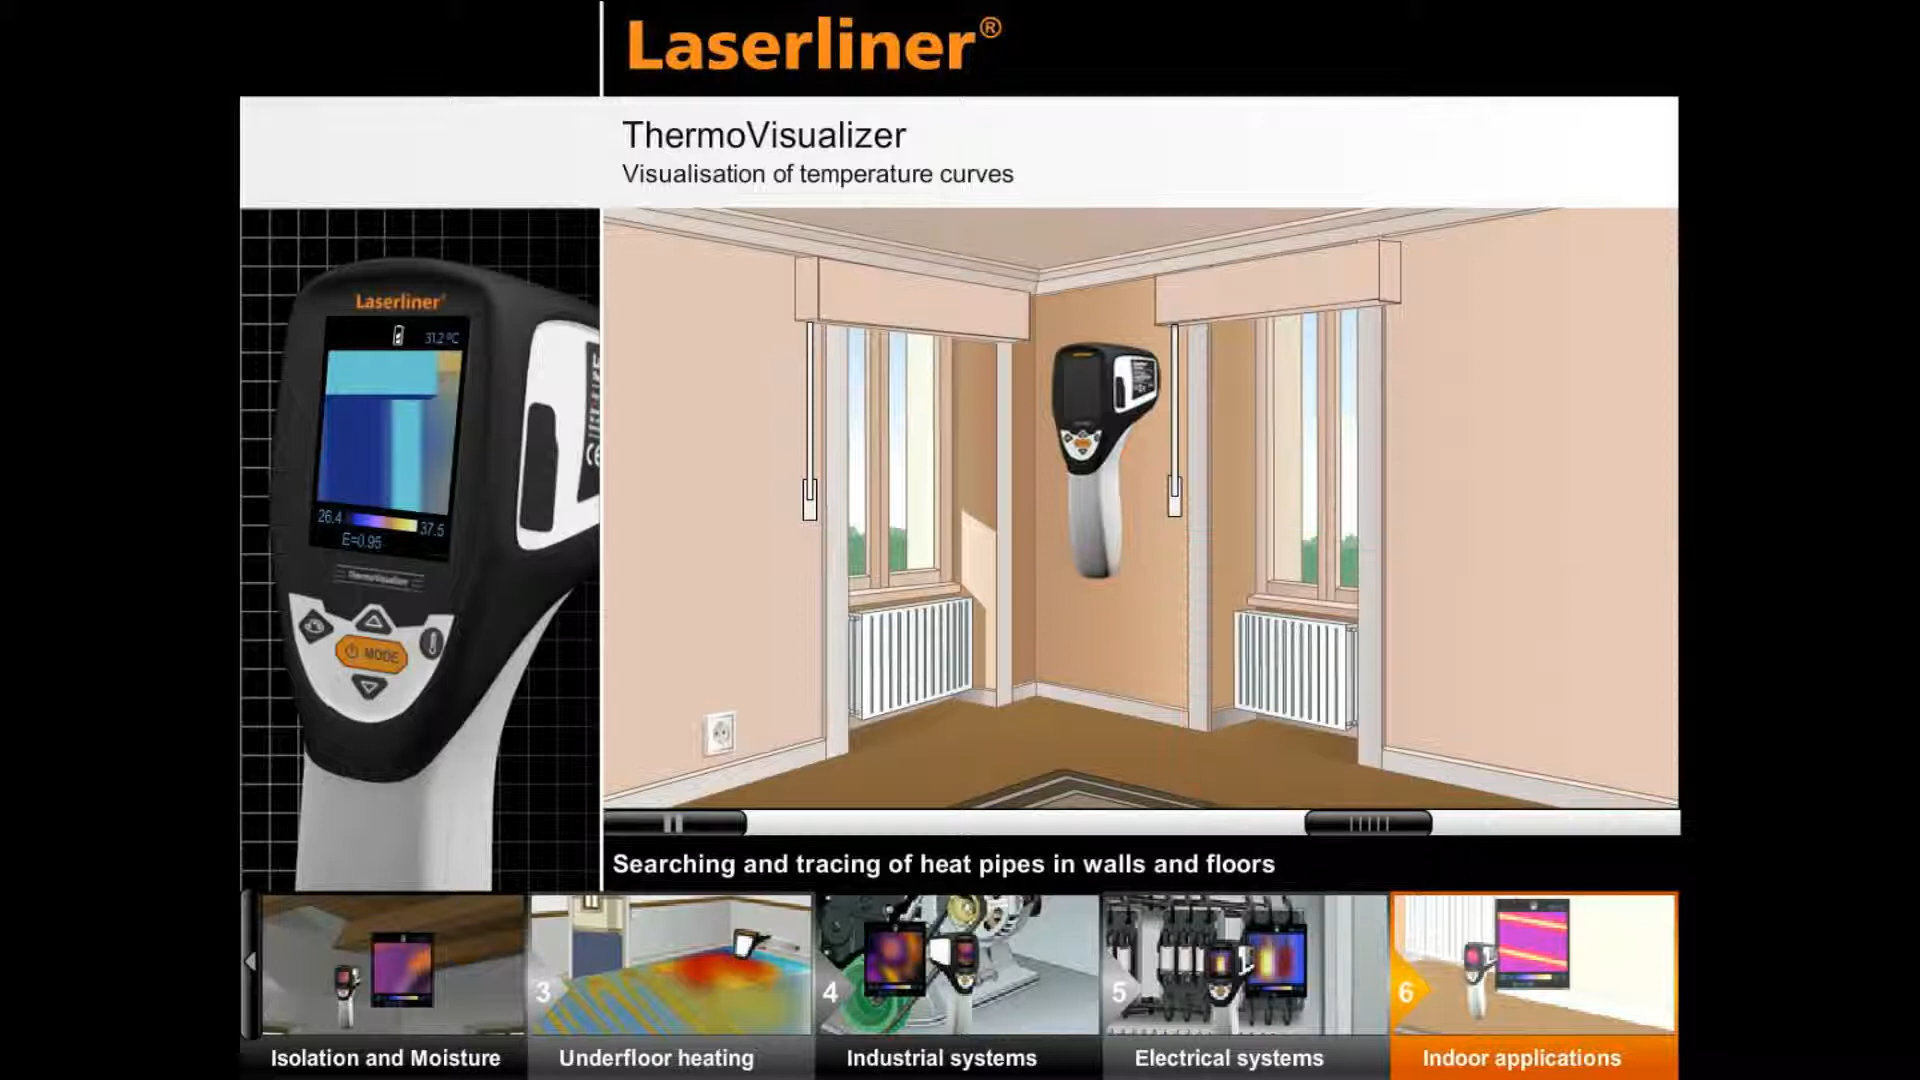 Laserliner®
ThermoVisualizer
Visualisation of temperature curves
Laserliner®
31.2 °C
26.4
37.5
E=0.95
ThermoVisualizer
MODE
Searching and tracing of heat pipes in walls and floors
3
4
5
6
Isolation and Moisture
Underfloor heating
Industrial systems
Electrical systems
Indoor applications